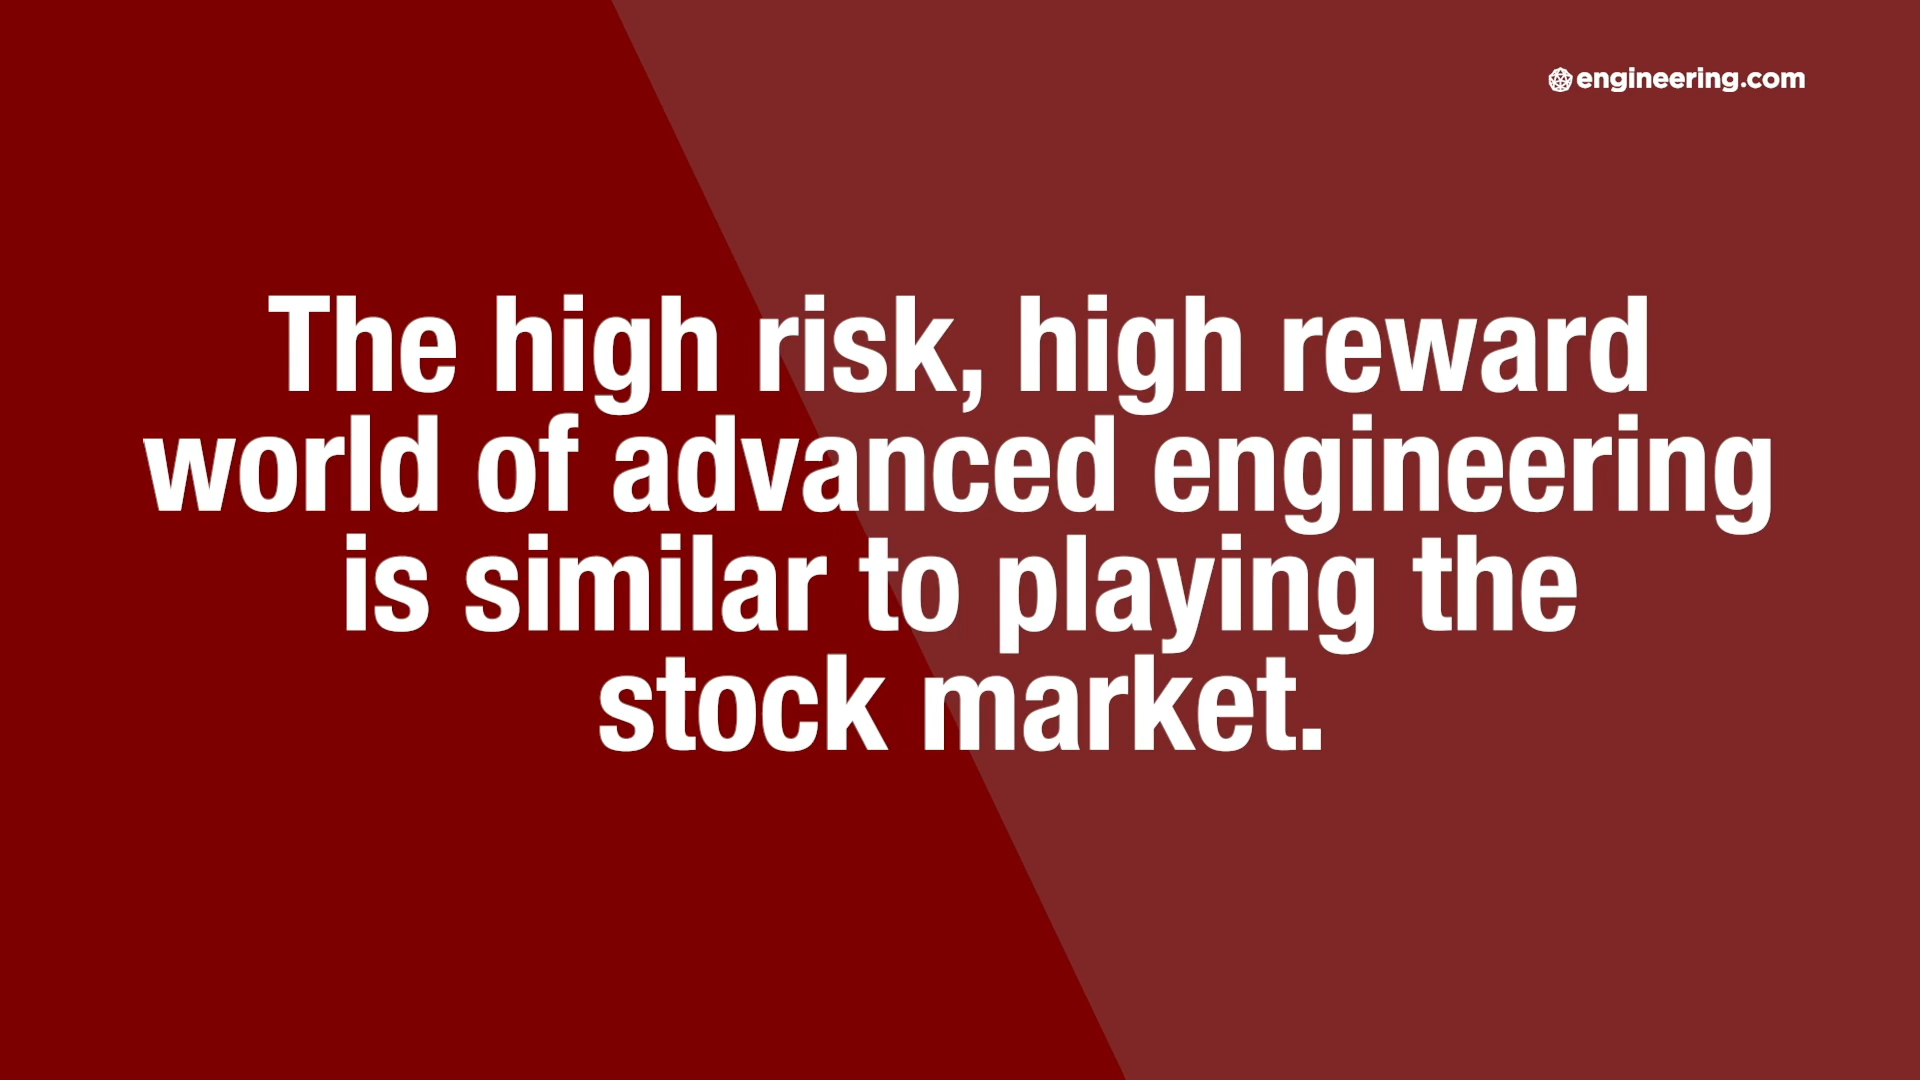 engineering.com
The high risk, high reward
world of advanced engineering
is similar to playing the
stock market.